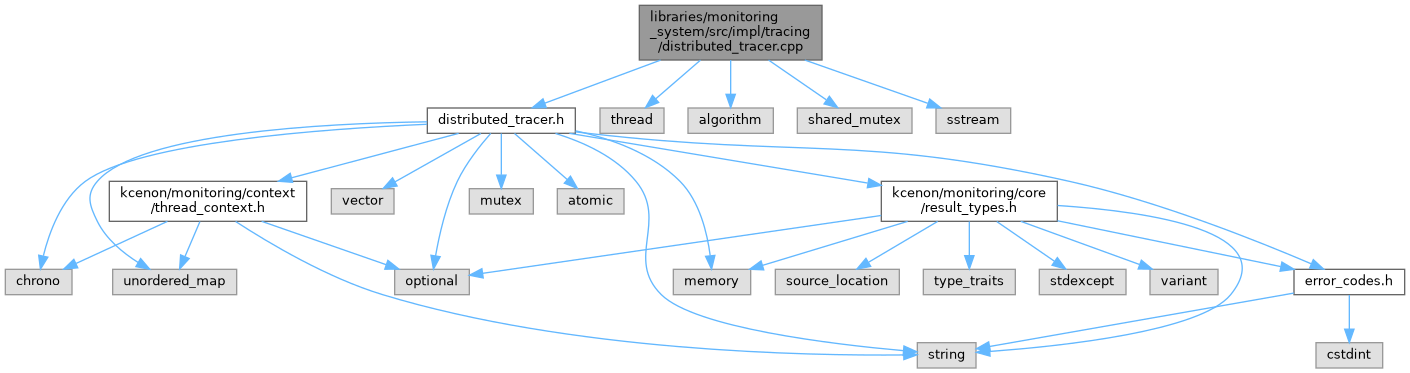 libraries/monitoring
_system/src/impl/tracing
/distributed_tracer.cpp
distributed_tracer.h
thread
algorithm
shared_mutex
sstream
kcenon/monitoring/context
/thread_context.h
vector
mutex
atomic
kcenon/monitoring/core
/result_types.h
chrono
unordered_map
optional
memory
source_location
type_traits
stdexcept
variant
error_codes.h
string
cstdint